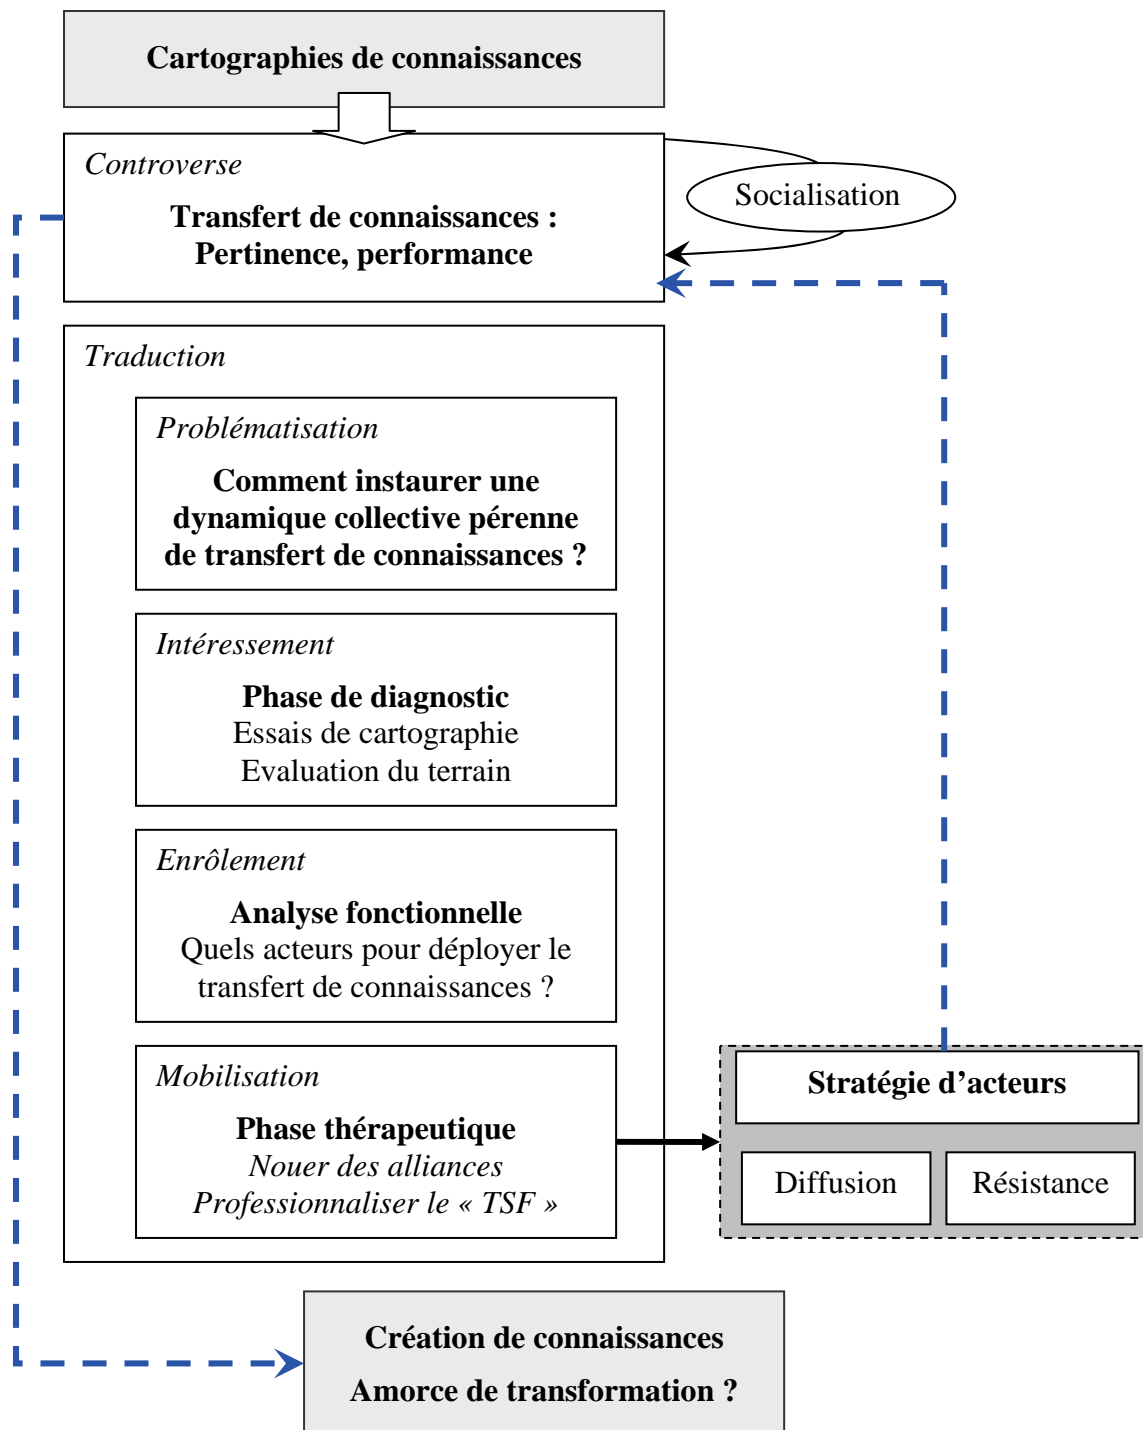 Cartographies de connaissances
Controverse
Transfert de connaissances :
Pertinence, performance
Socialisation
Traduction
Problématisation
Comment instaurer une
dynamique collective pérenne
de transfert de connaissances ?
Intéressement
Phase de diagnostic
Essais de cartographie
Evaluation du terrain
Enrôlement
Analyse fonctionnelle
Quels acteurs pour déployer le
transfert de connaissances ?
Mobilisation
Phase thérapeutique
Nouer des alliances
Professionnaliser le « TSF »
Stratégie d’acteurs
Diffusion
Résistance
Création de connaissances
Amorce de transformation ?